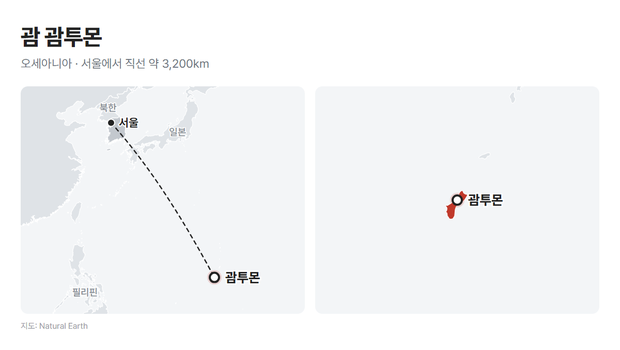 괌 괌투몬
오세아니아 · 서울에서 직선 약 3,200km
북한
서울
일본
괌투몬
필리핀
괌투몬
지도: Natural Earth